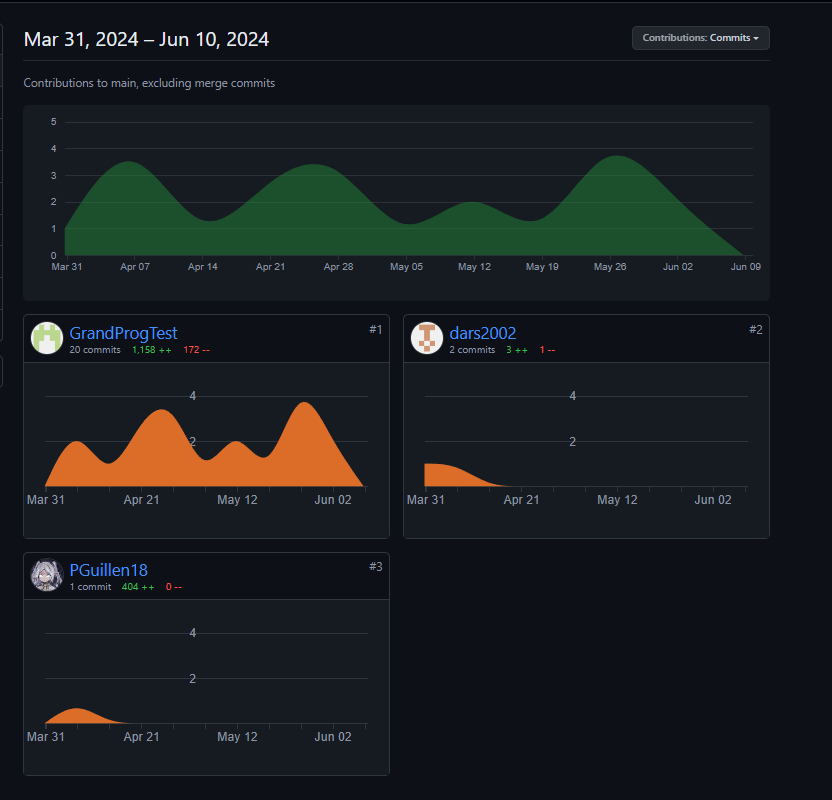 Mar 31, 2024 – Jun 10, 2024
Contributions: Commits
Contributions to main, excluding merge commits
5
4
3
2
1
0
Mar 31 Apr 07 Apr 14 Apr 21 Apr 28 May 05 May 12 May 19 May 26 Jun 02 Jun 09
GrandProgTest #1
20 commits 1,158 ++ 172 --
4
2
Mar 31 Apr 21 May 12 Jun 02
dars2002 #2
2 commits 3 ++ 1 --
4
2
Mar 31 Apr 21 May 12 Jun 02
PGuillen18 #3
1 commit 404 ++ 0 --
4
2
Mar 31 Apr 21 May 12 Jun 02